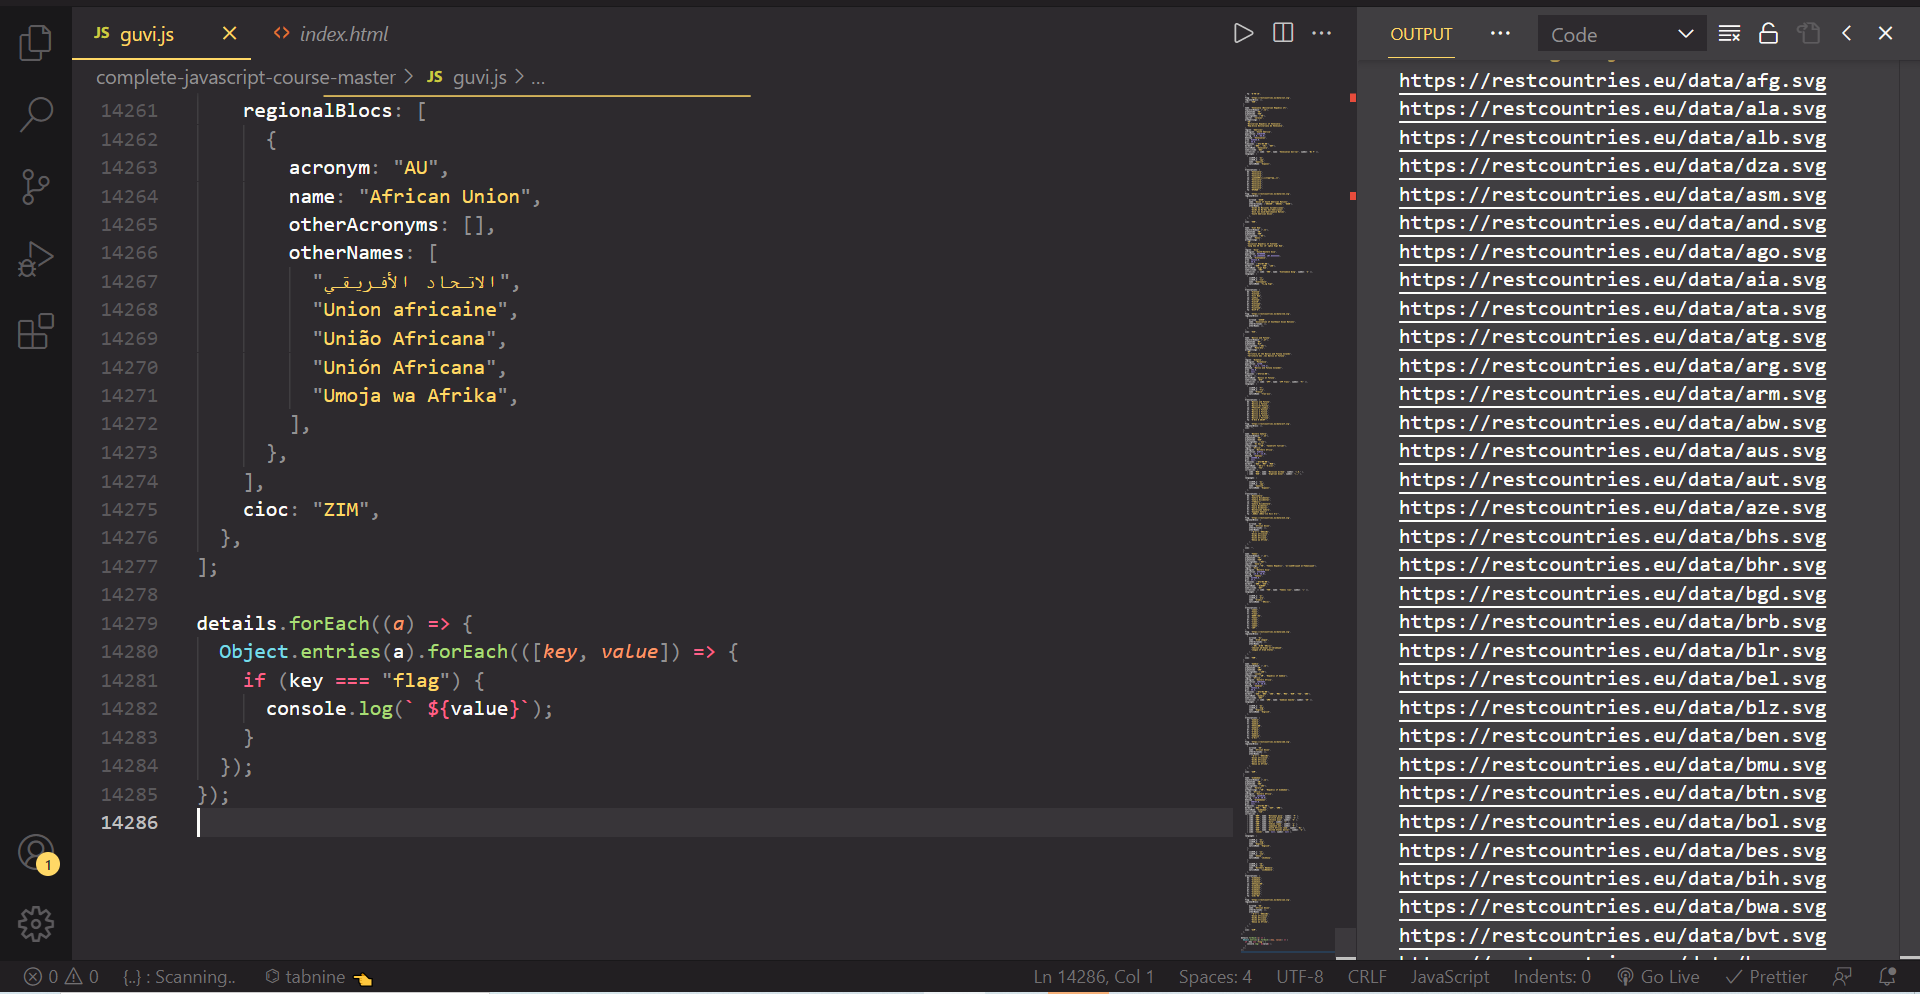 JS guvi.js
<> index.html
complete-javascript-course-master > JS guvi.js > ...
14261 regionalBlocs: [
14262 {
14263 acronym: "AU",
14264 name: "African Union",
14265 otherAcronyms: [],
14266 otherNames: [
14267 "الاتحاد الأفريقي",
14268 "Union africaine",
14269 "União Africana",
14270 "Unión Africana",
14271 "Umoja wa Afrika",
14272 ],
14273 },
14274 ],
14275 cioc: "ZIM",
14276 },
14277 ];
14278
14279 details.forEach((a) => {
14280 Object.entries(a).forEach(([key, value]) => {
14281 if (key === "flag") {
14282 console.log(` ${value}`);
14283 }
14284 });
14285 });
14286
OUTPUT
Code
https://restcountries.eu/data/afg.svg
https://restcountries.eu/data/ala.svg
https://restcountries.eu/data/alb.svg
https://restcountries.eu/data/dza.svg
https://restcountries.eu/data/asm.svg
https://restcountries.eu/data/and.svg
https://restcountries.eu/data/ago.svg
https://restcountries.eu/data/aia.svg
https://restcountries.eu/data/ata.svg
https://restcountries.eu/data/atg.svg
https://restcountries.eu/data/arg.svg
https://restcountries.eu/data/arm.svg
https://restcountries.eu/data/abw.svg
https://restcountries.eu/data/aus.svg
https://restcountries.eu/data/aut.svg
https://restcountries.eu/data/aze.svg
https://restcountries.eu/data/bhs.svg
https://restcountries.eu/data/bhr.svg
https://restcountries.eu/data/bgd.svg
https://restcountries.eu/data/brb.svg
https://restcountries.eu/data/blr.svg
https://restcountries.eu/data/bel.svg
https://restcountries.eu/data/blz.svg
https://restcountries.eu/data/ben.svg
https://restcountries.eu/data/bmu.svg
https://restcountries.eu/data/btn.svg
https://restcountries.eu/data/bol.svg
https://restcountries.eu/data/bes.svg
https://restcountries.eu/data/bih.svg
https://restcountries.eu/data/bwa.svg
https://restcountries.eu/data/bvt.svg
1
0 0 {..} : Scanning.. tabnine 👈 Ln 14286, Col 1 Spaces: 4 UTF-8 CRLF JavaScript Indents: 0 Go Live Prettier